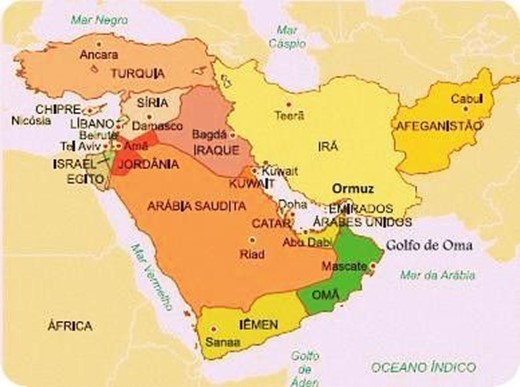 Mar Negro
Ancara
TURQUIA
Mar
Cáspio
Cabul
AFEGANISTÃO
CHIPRE
Nicósia
SÍRIA
LÍBANO
Beirute
Damasco
Teerã
Bagdá
IRAQUE
IRÃ
Tel Aviv
Amã
ISRAEL
JORDÂNIA
EGITO
Kuwait
KUWAIT
Ormuz
ARÁBIA SAUDITA
Doha
EMIRADOS
ÁRABES UNIDOS
CATAR
Abu Dabi
Golfo de Oma
Riad
Mascate
Mer da Arábia
Mar Vermelho
OMÃ
ÁFRICA
IÊMEN
Sanaa
Golfo
de
Áden
OCEANO ÍNDICO